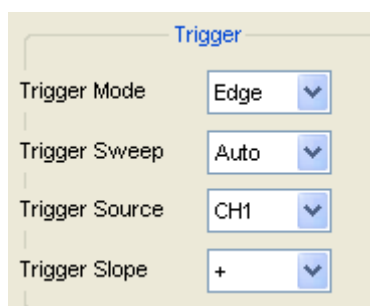 Trigger
Trigger Mode Edge
Trigger Sweep Auto
Trigger Source CH1
Trigger Slope +